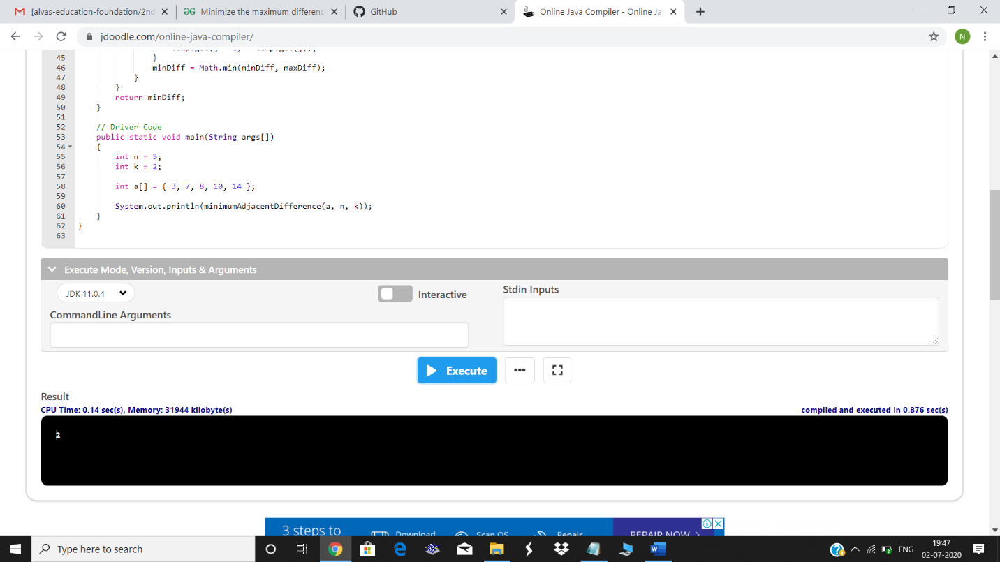 [alvas-education-foundation/2nd
Minimize the maximum differenc
GitHub
Online Java Compiler - Online Ja
jdoodle.com/online-java-compiler/
N
45 }
46 minDiff = Math.min(minDiff, maxDiff);
47 }
48 }
49 return minDiff;
50 }
51
52 // Driver Code
53 public static void main(String args[])
54 {
55 int n = 5;
56 int k = 2;
57
58 int a[] = { 3, 7, 8, 10, 14 };
59
60 System.out.println(minimumAdjacentDifference(a, n, k));
61 }
62 }
63
Execute Mode, Version, Inputs & Arguments
JDK 11.0.4
Interactive
Stdin Inputs
CommandLine Arguments
Execute
Result
CPU Time: 0.14 sec(s), Memory: 31944 kilobyte(s)
compiled and executed in 0.876 sec(s)
2
3 steps to
Download
Scan OS
Repair
REPAIR NOW
Type here to search
ENG
19:47
02-07-2020